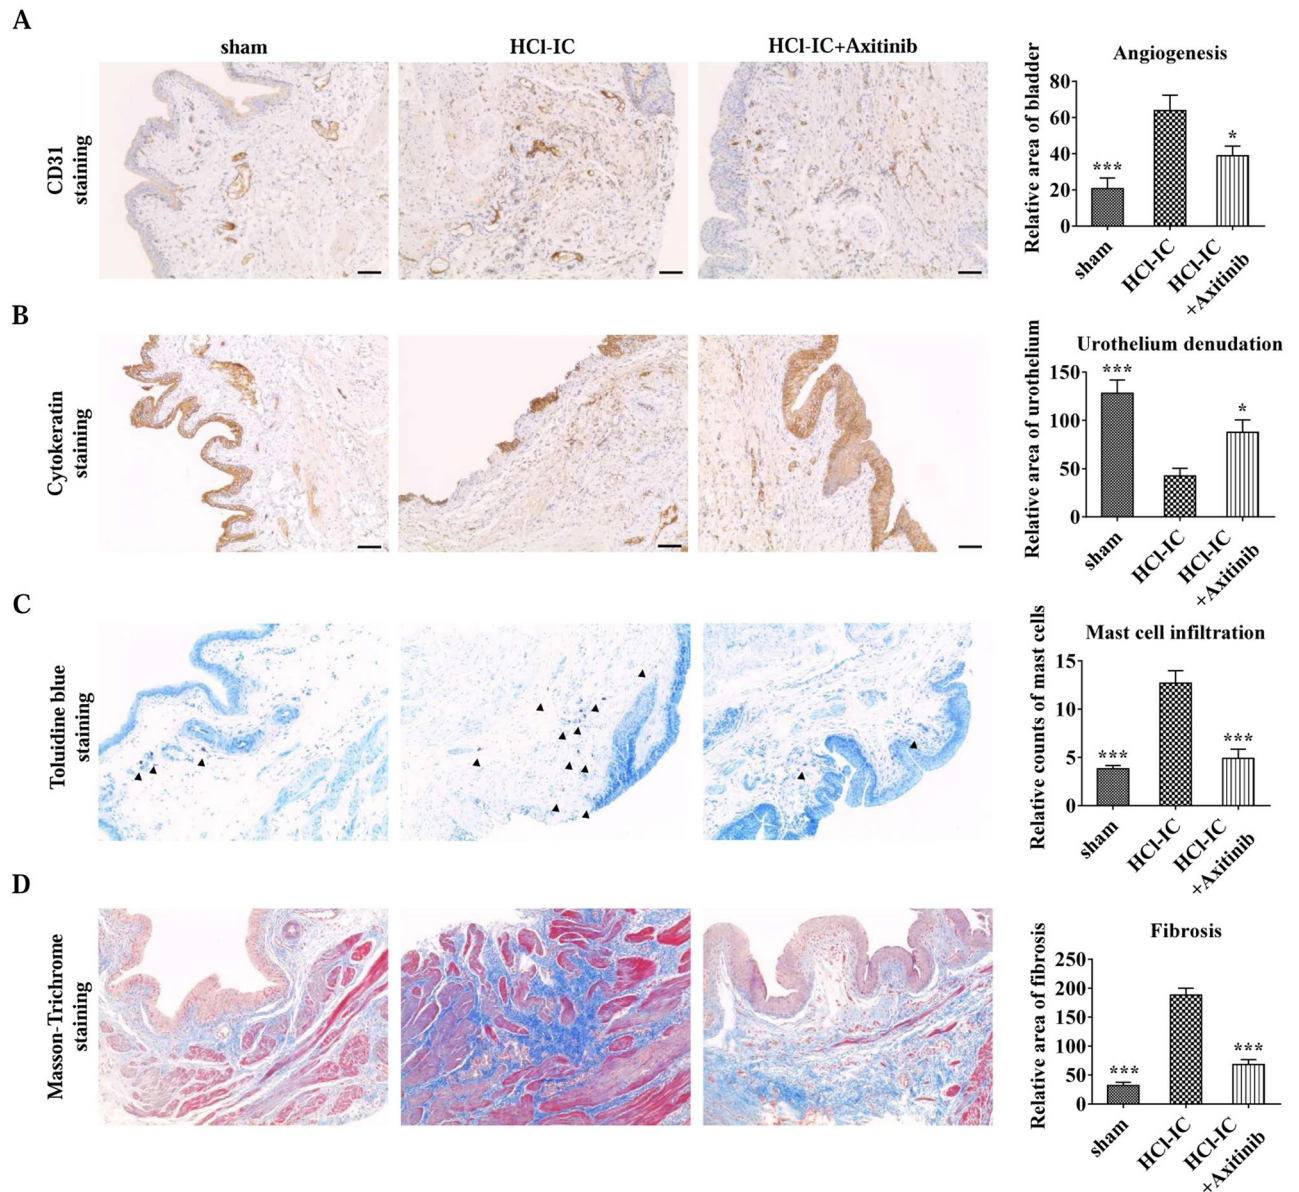 A
sham
HCl-IC
HCl-IC+Axitinib
CD31
staining
Angiogenesis
Relative area of bladder
80
60
40
20
0
***
*
sham
HCl-IC
HCl-IC
+Axitinib
B
Cytokeratin
staining
Urothelium denudation
Relative area of urothelium
150
100
50
0
***
*
sham
HCl-IC
HCl-IC
+Axitinib
C
Toluidine blue
staining
Mast cell infiltration
Relative counts of mast cells
15
10
5
0
***
***
sham
HCl-IC
HCl-IC
+Axitinib
D
Masson-Trichrome
staining
Fibrosis
Relative area of fibrosis
250
200
150
100
50
0
***
***
sham
HCl-IC
HCl-IC
+Axitinib